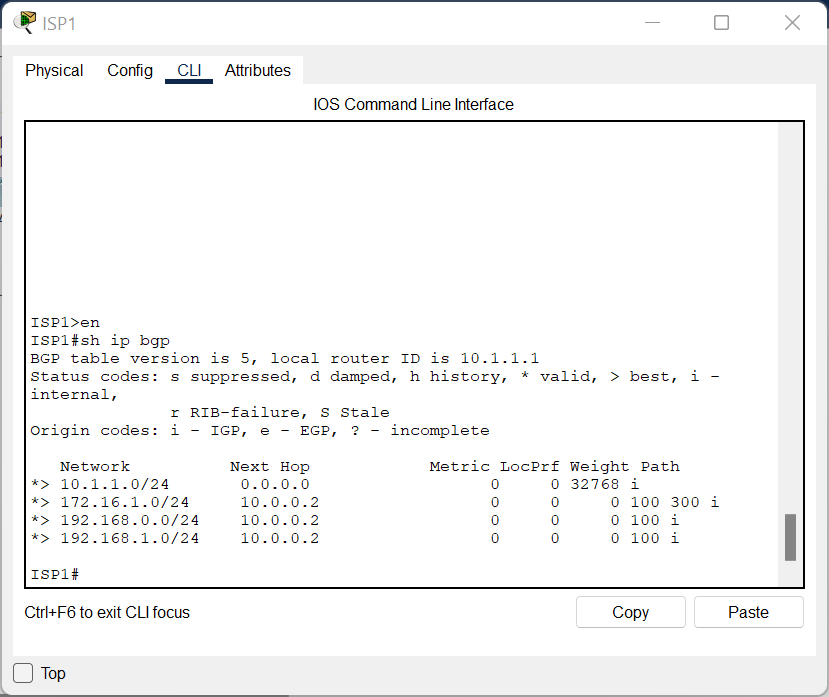 ISP1
Physical Config CLI Attributes
IOS Command Line Interface
ISP1>en
ISP1#sh ip bgp
BGP table version is 5, local router ID is 10.1.1.1
Status codes: s suppressed, d damped, h history, * valid, > best, i -
internal,
              r RIB-failure, S Stale
Origin codes: i - IGP, e - EGP, ? - incomplete
   Network          Next Hop            Metric LocPrf Weight Path
*> 10.1.1.0/24       0.0.0.0                 0     0 32768 i
*> 172.16.1.0/24     10.0.0.2                0     0     0 100 300 i
*> 192.168.0.0/24    10.0.0.2                0     0     0 100 i
*> 192.168.1.0/24    10.0.0.2                0     0     0 100 i
ISP1#
Ctrl+F6 to exit CLI focus
Copy Paste
Top